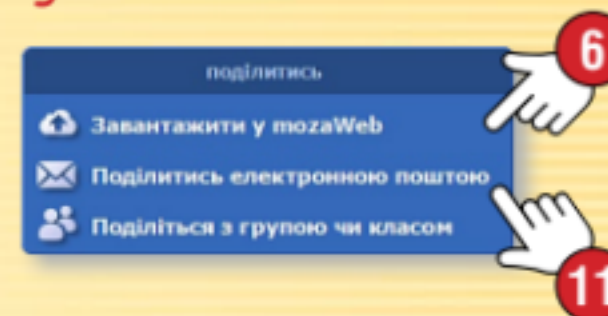 поділитись
6
Завантажити у mozaWeb
Поділитись електронною поштою
Поділіться з групою чи класом
11